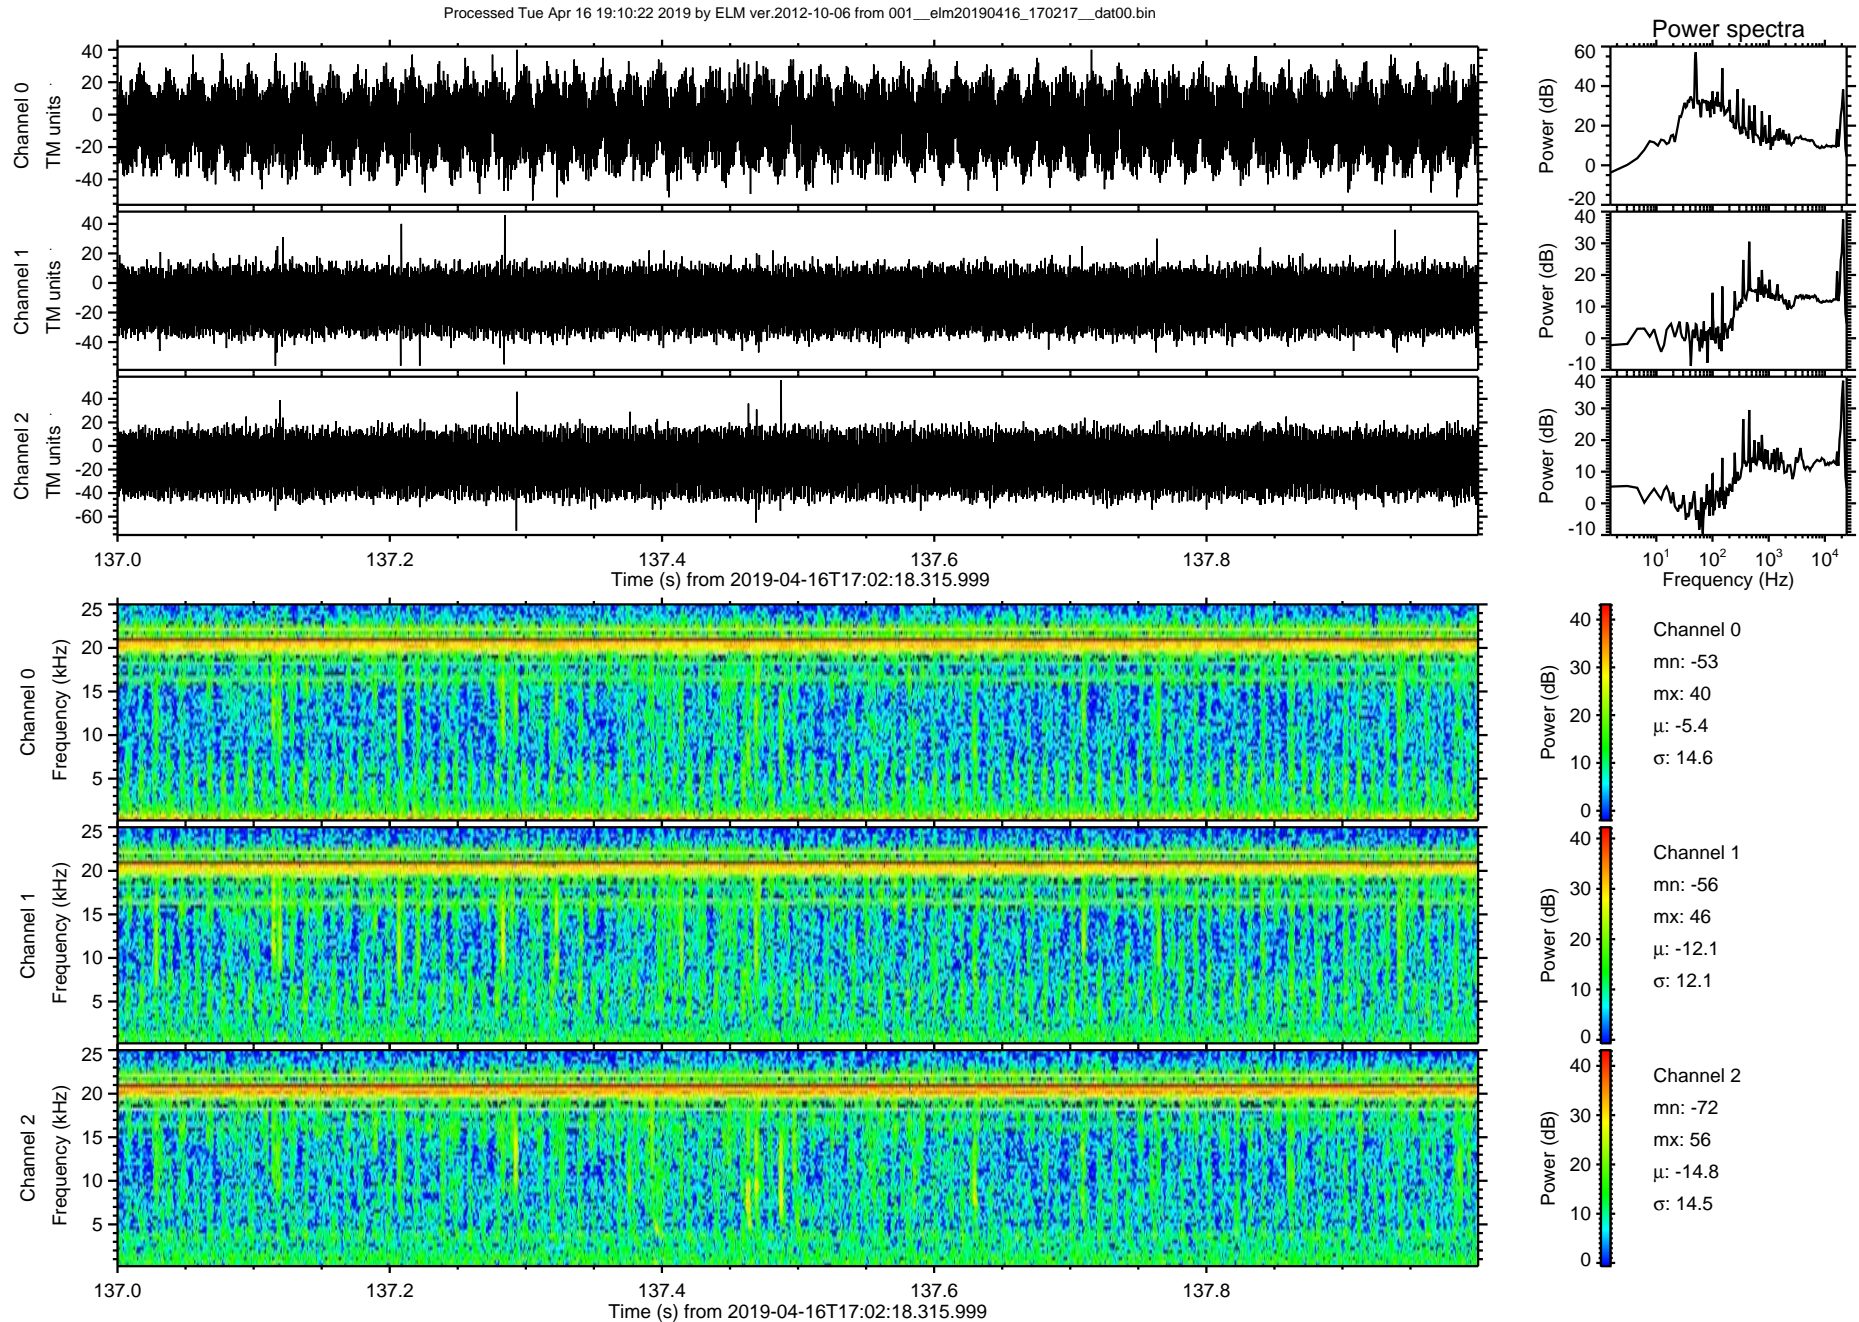 Processed Tue Apr 16 19:10:22 2019 by ELM ver.2012-10-06 from 001__elm20190416_170217__dat00.bin
Power spectra
Channel 0
TM units
40
20
0
-20
-40
Power (dB)
60
40
20
0
-20
Channel 1
TM units
40
20
0
-20
-40
Power (dB)
40
30
20
10
0
-10
Channel 2
TM units
40
20
0
-20
-40
-60
Power (dB)
40
30
20
10
0
-10
137.0 137.2 137.4 137.6 137.8
Time (s) from 2019-04-16T17:02:18.315.999
10^1 10^2 10^3 10^4
Frequency (Hz)
Channel 0
Frequency (kHz)
25
20
15
10
5
Power (dB)
40
30
20
10
0
Channel 0
mn: -53
mx: 40
μ: -5.4
σ: 14.6
Channel 1
Frequency (kHz)
25
20
15
10
5
Power (dB)
40
30
20
10
0
Channel 1
mn: -56
mx: 46
μ: -12.1
σ: 12.1
Channel 2
Frequency (kHz)
25
20
15
10
5
Power (dB)
40
30
20
10
0
Channel 2
mn: -72
mx: 56
μ: -14.8
σ: 14.5
137.0 137.2 137.4 137.6 137.8
Time (s) from 2019-04-16T17:02:18.315.999